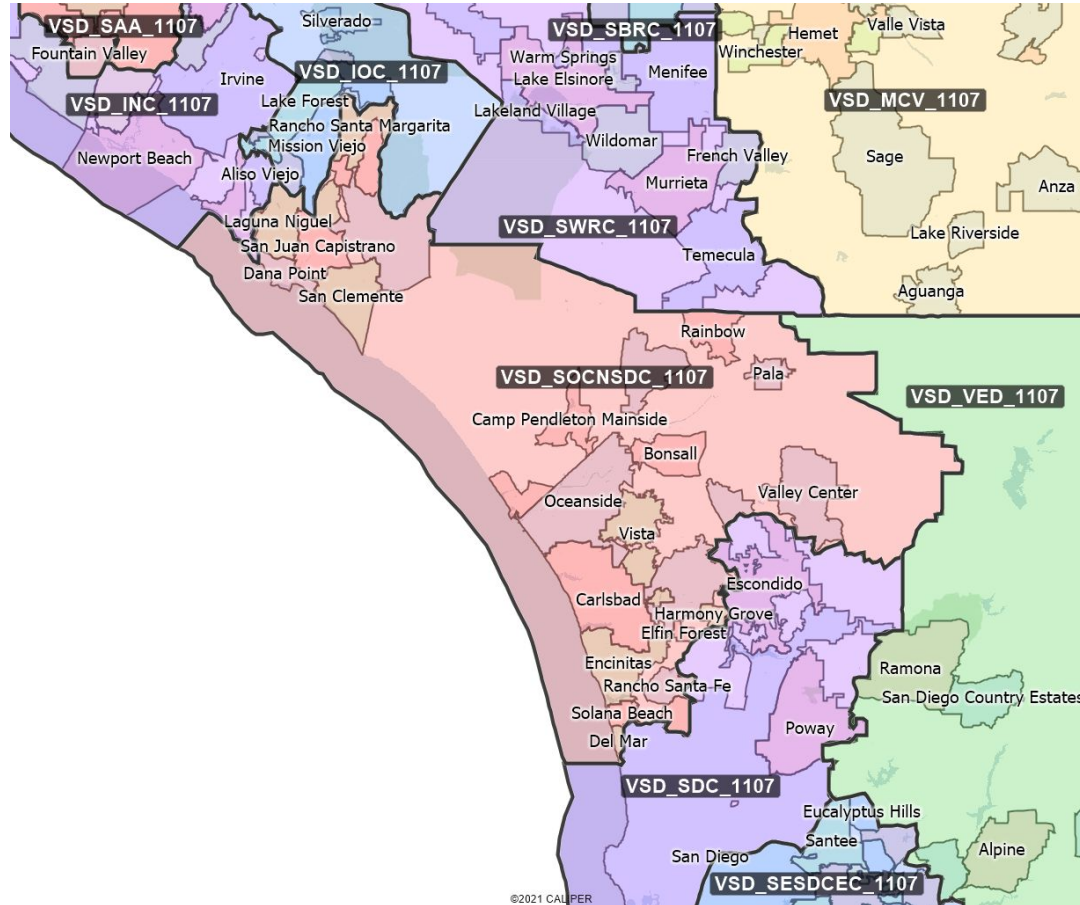 Silverado
VSD_SAA_1107
VSD_SBRC_1107
Valle Vista
Hemet
Winchester
Fountain Valley
Warm Springs
Irvine
VSD_IOC_1107
Menifee
Lake Elsinore
VSD_INC_1107
Lake Forest
VSD_MCV_1107
Lakeland Village
Rancho Santa Margarita
Wildomar
Mission Viejo
Newport Beach
French Valley
Sage
Aliso Viejo
Murrieta
Anza
Laguna Niguel
VSD_SWRC_1107
Lake Riverside
San Juan Capistrano
Temecula
Dana Point
San Clemente
Aguanga
Rainbow
VSD_SOCNSDC_1107
Pala
VSD_VED_1107
Camp Pendleton Mainside
Bonsall
Valley Center
Oceanside
Vista
Escondido
Carlsbad
Harmony Grove
Elfin Forest
Encinitas
Ramona
Rancho Santa Fe
San Diego Country Estates
Solana Beach
Poway
Del Mar
VSD_SDC_1107
Eucalyptus Hills
Santee
Alpine
San Diego
VSD_SESDCEC_1107
©2021 CALIPER